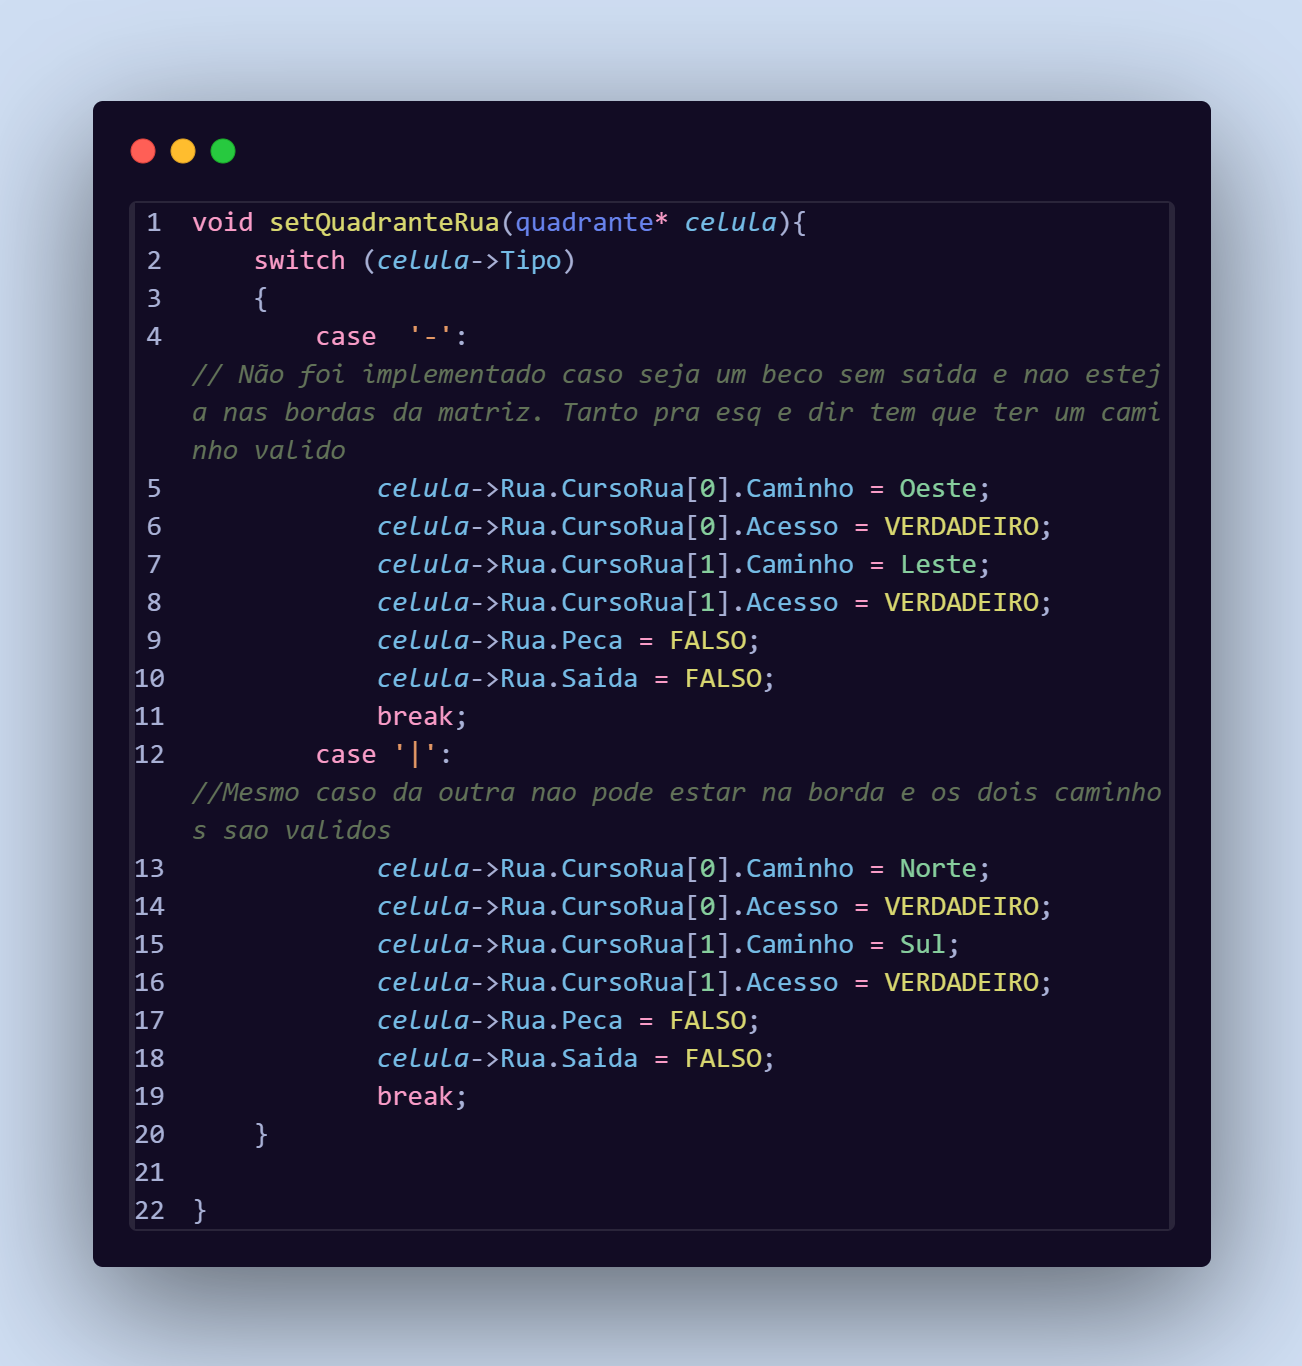 1 void setQuadranteRua(quadrante* celula){
2     switch (celula->Tipo)
3     {
4         case  '-':
// Não foi implementado caso seja um beco sem saida e nao estej
a nas bordas da matriz. Tanto pra esq e dir tem que ter um cami
nho valido
5             celula->Rua.CursoRua[0].Caminho = Oeste;
6             celula->Rua.CursoRua[0].Acesso = VERDADEIRO;
7             celula->Rua.CursoRua[1].Caminho = Leste;
8             celula->Rua.CursoRua[1].Acesso = VERDADEIRO;
9             celula->Rua.Peca = FALSO;
10             celula->Rua.Saida = FALSO;
11             break;
12         case '|':
//Mesmo caso da outra nao pode estar na borda e os dois caminho
s sao validos
13             celula->Rua.CursoRua[0].Caminho = Norte;
14             celula->Rua.CursoRua[0].Acesso = VERDADEIRO;
15             celula->Rua.CursoRua[1].Caminho = Sul;
16             celula->Rua.CursoRua[1].Acesso = VERDADEIRO;
17             celula->Rua.Peca = FALSO;
18             celula->Rua.Saida = FALSO;
19             break;
20     }
21
22 }